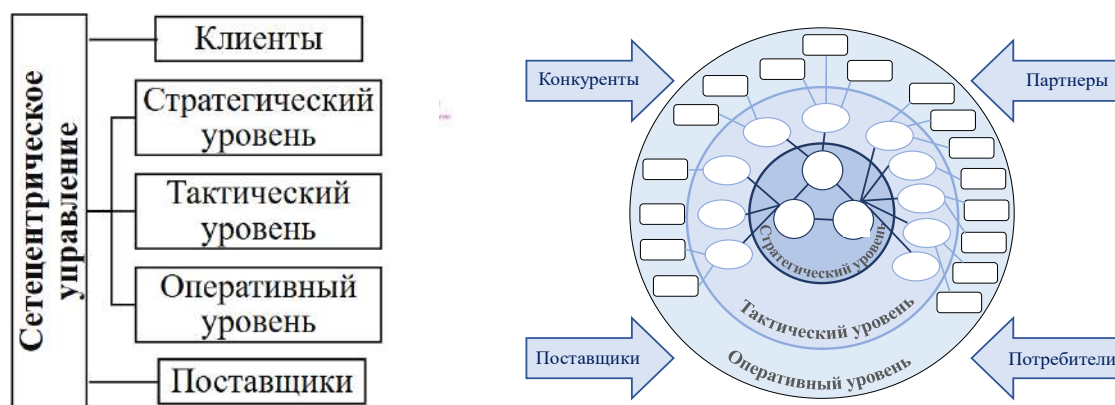 Сетецентрическое
управление
Клиенты
Стратегический
уровень
Тактический
уровень
Оперативный
уровень
Поставщики
Конкуренты
Партнеры
Стратегический уровень
Тактический уровень
Оперативный уровень
Поставщики
Потребители